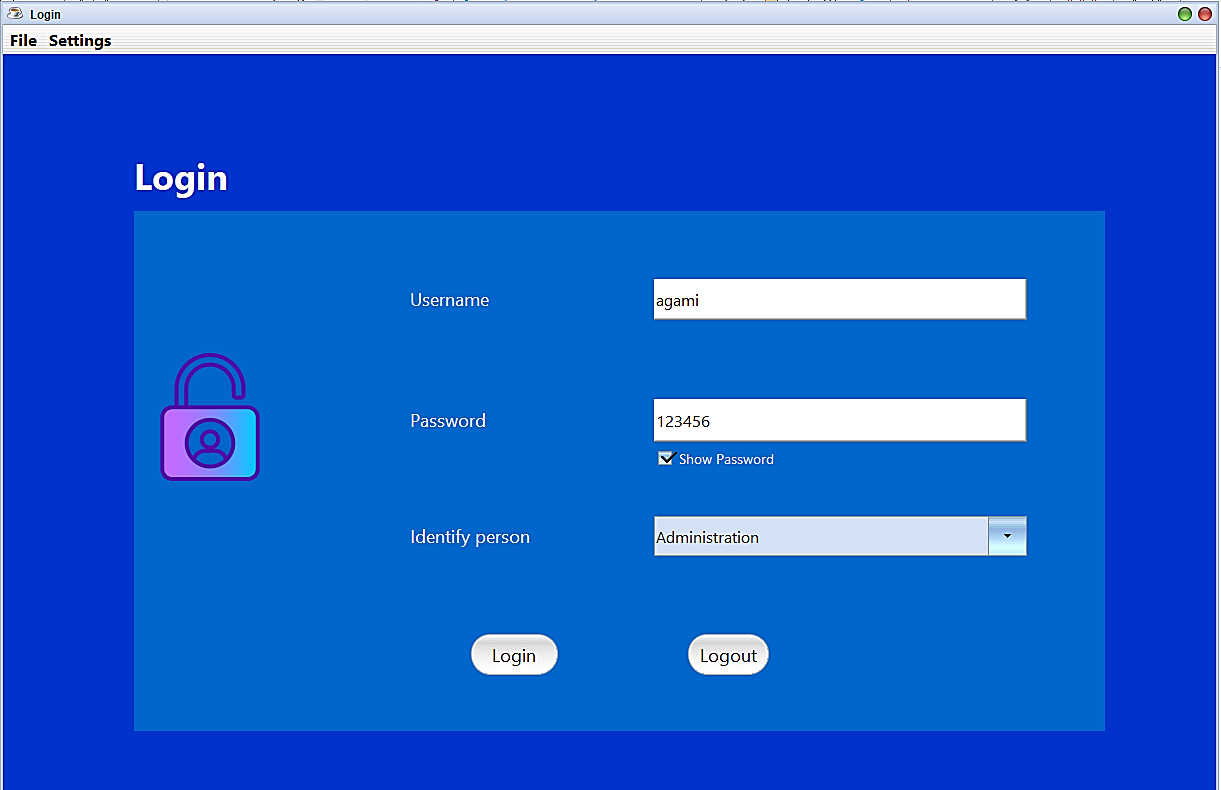 Login
File Settings
Login
Username agami
Password 123456
Show Password
Identify person Administration
Login Logout